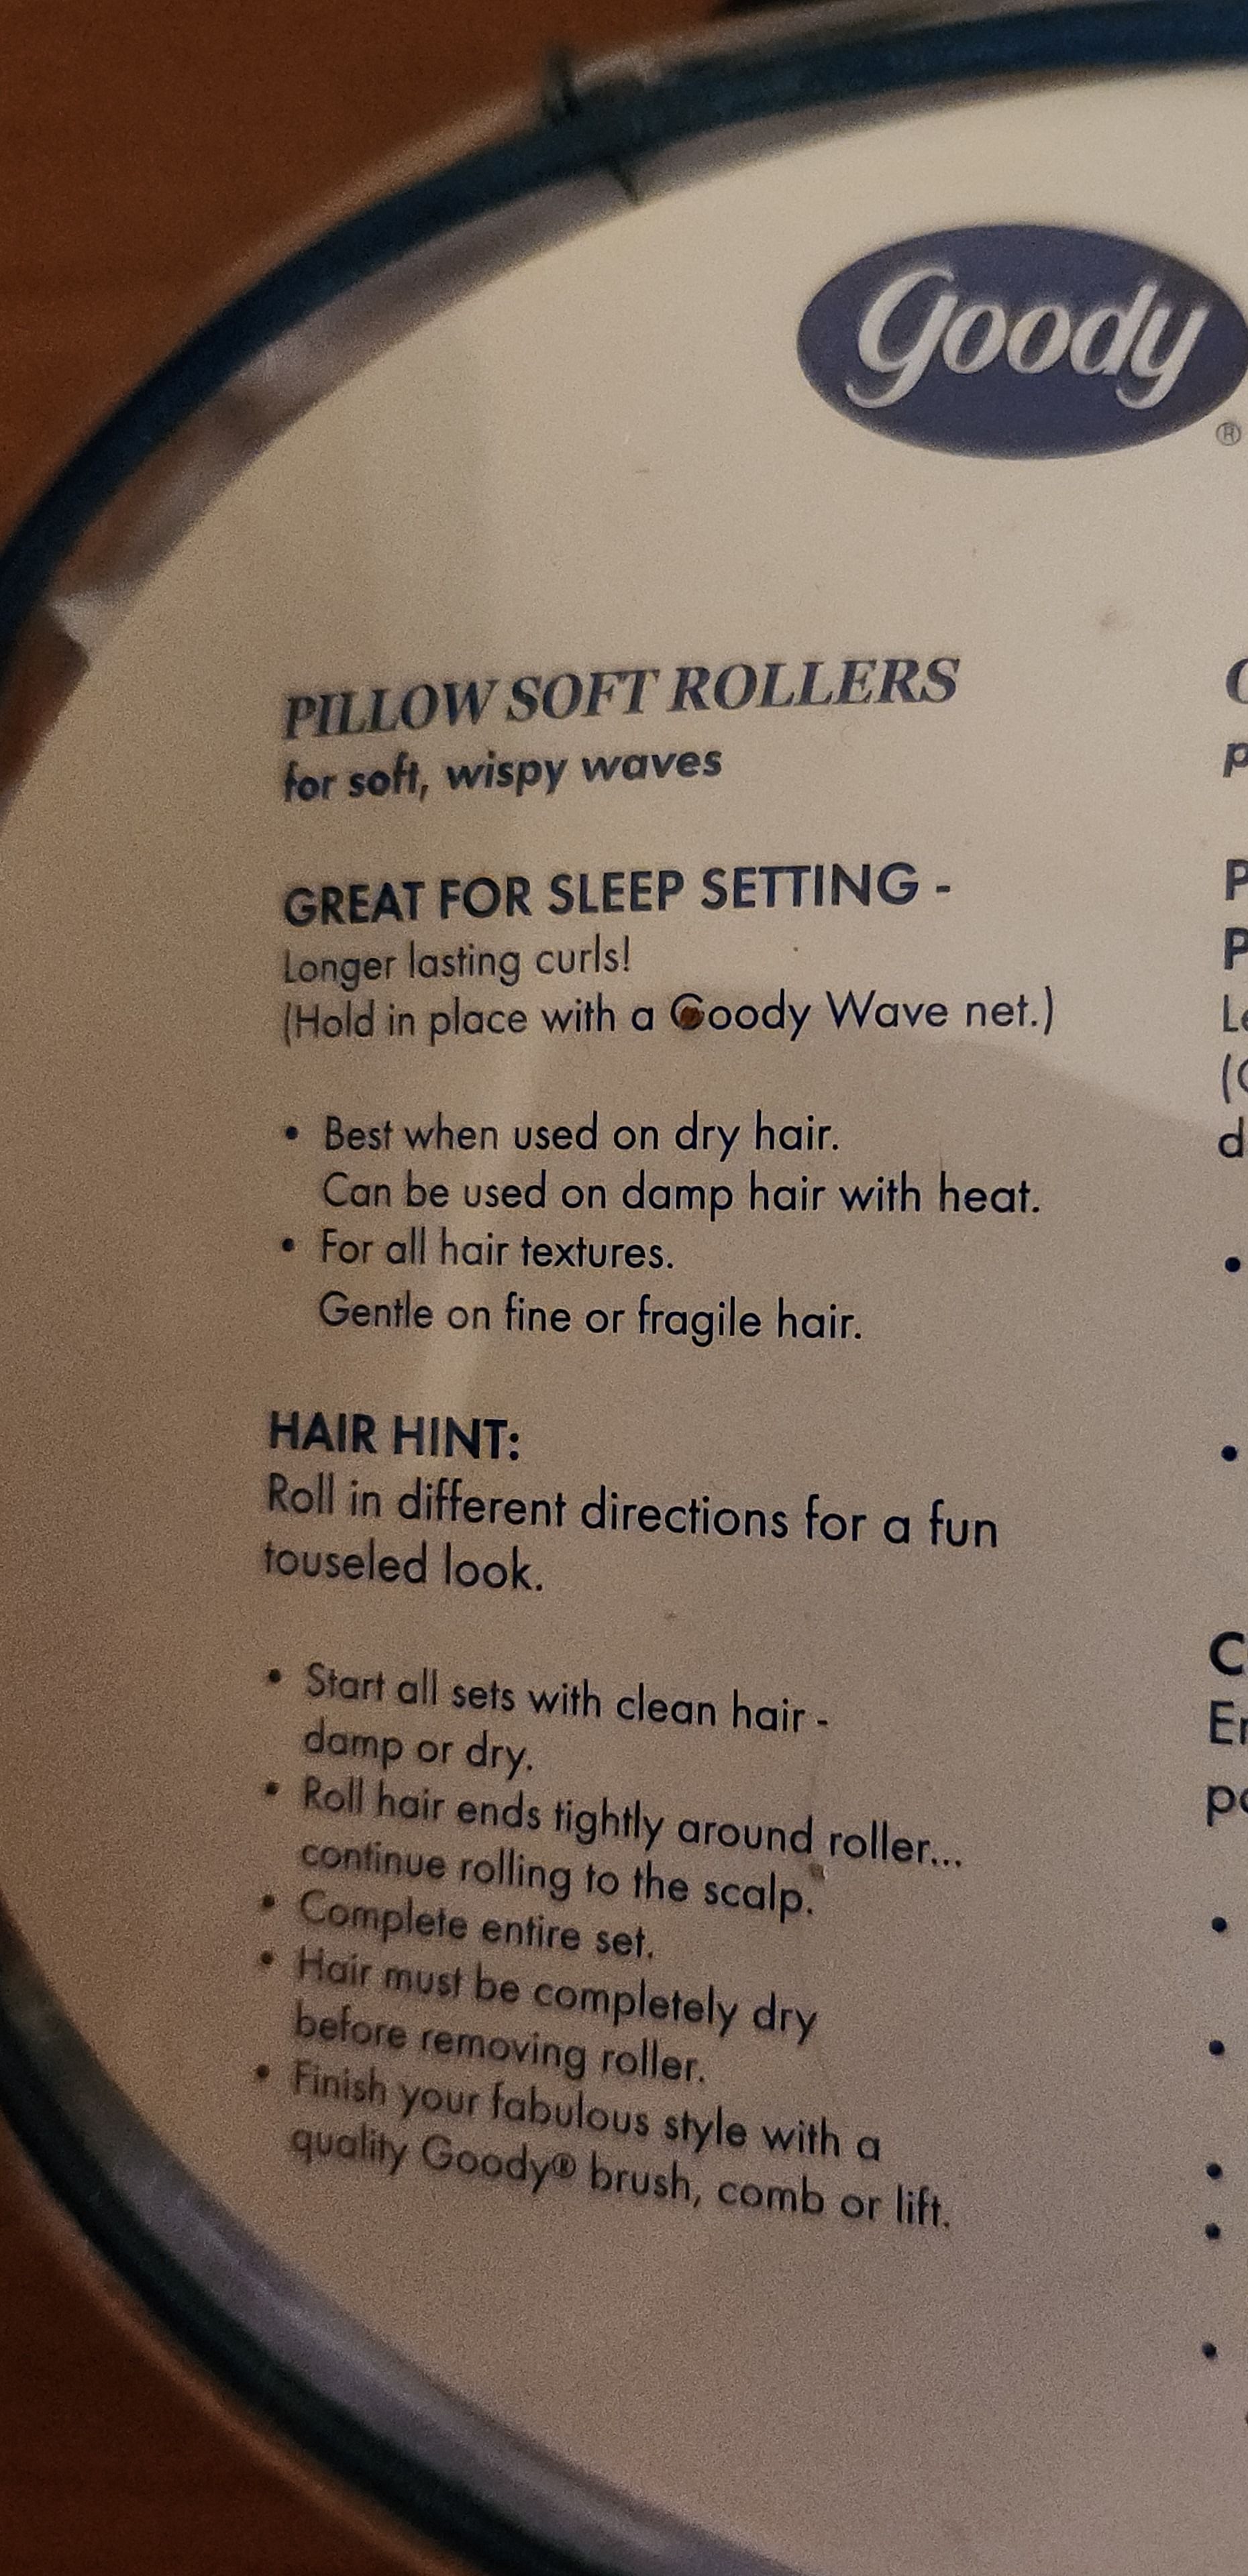 Goody
®
PILLOW SOFT ROLLERS
for soft, wispy waves
GREAT FOR SLEEP SETTING -
Longer lasting curls!
(Hold in place with a Goody Wave net.)
• Best when used on dry hair.
Can be used on damp hair with heat.
• For all hair textures.
Gentle on fine or fragile hair.
HAIR HINT:
Roll in different directions for a fun
touseled look.
• Start all sets with clean hair -
damp or dry.
• Roll hair ends tightly around roller...
continue rolling to the scalp.
• Complete entire set.
• Hair must be completely dry
before removing roller.
• Finish your fabulous style with a
quality Goody® brush, comb or lift.